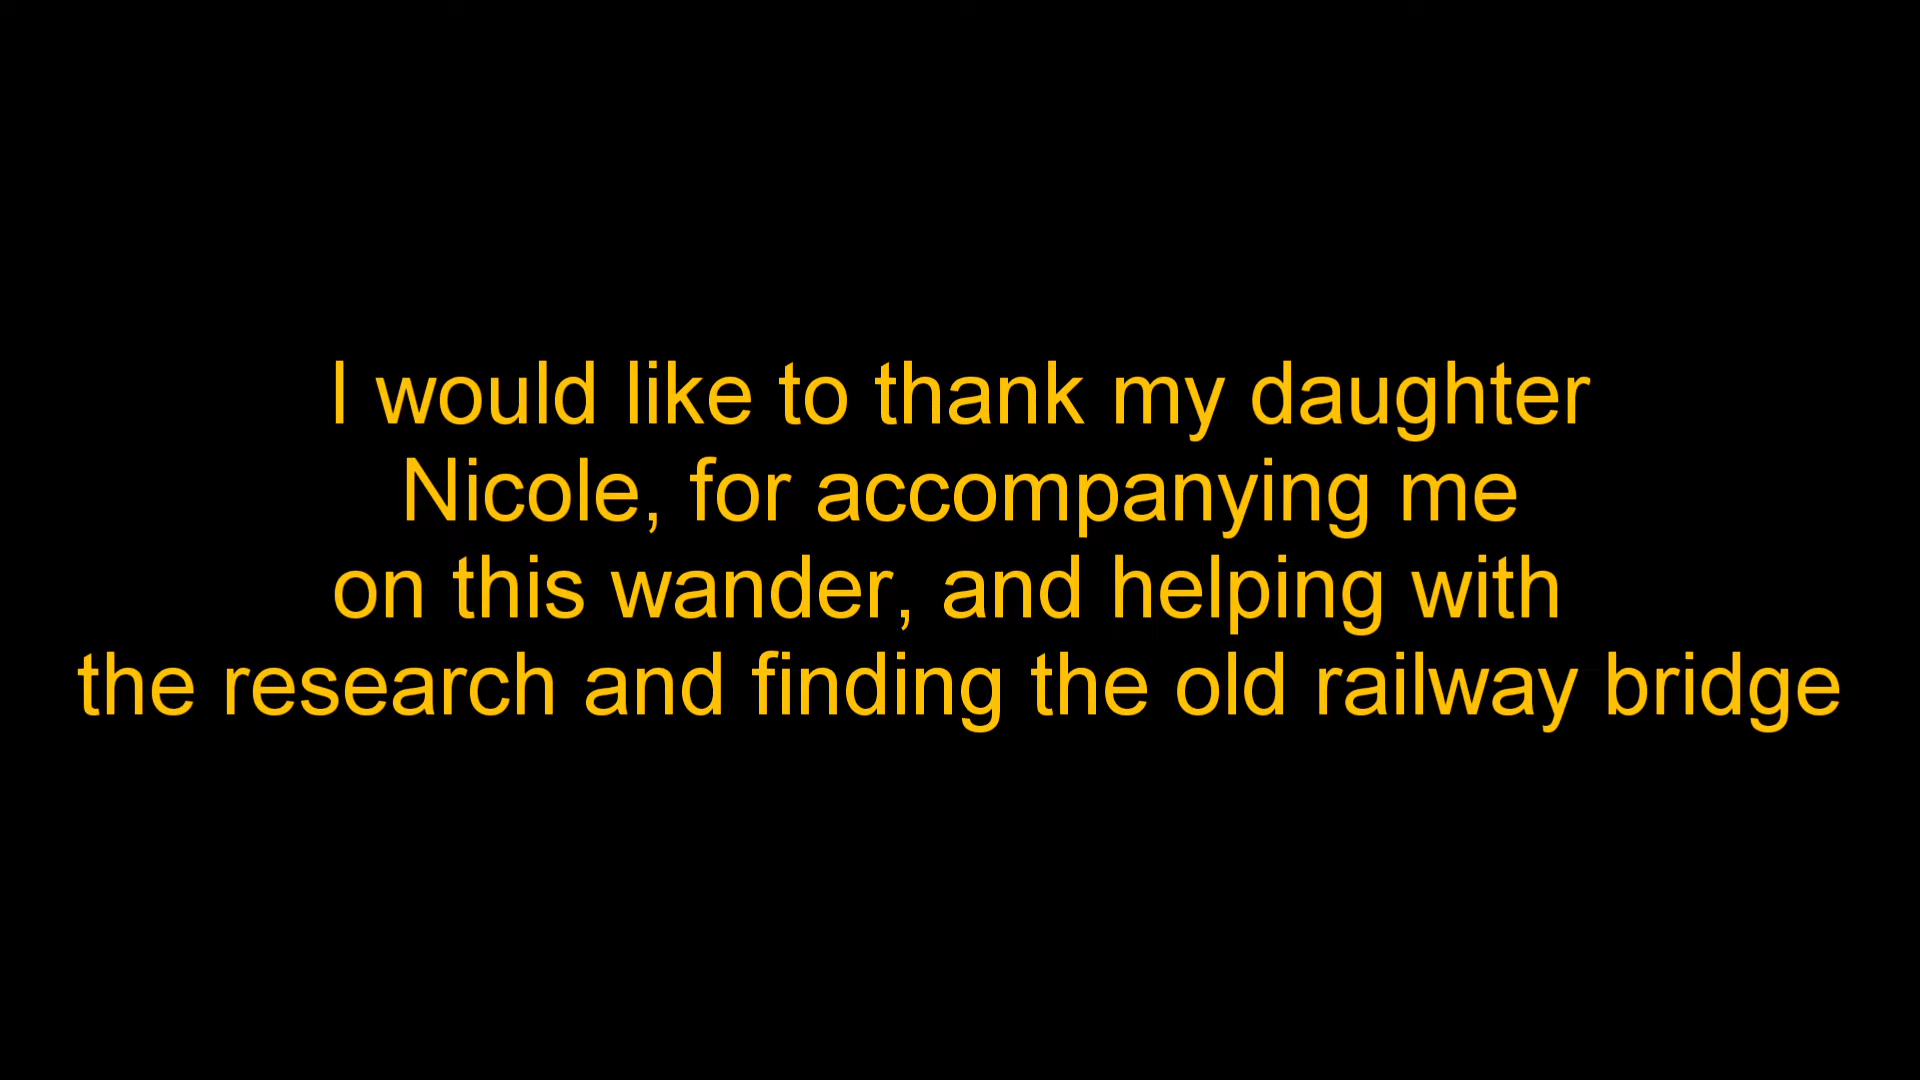 I would like to thank my daughter
Nicole, for accompanying me
on this wander, and helping with
the research and finding the old railway bridge